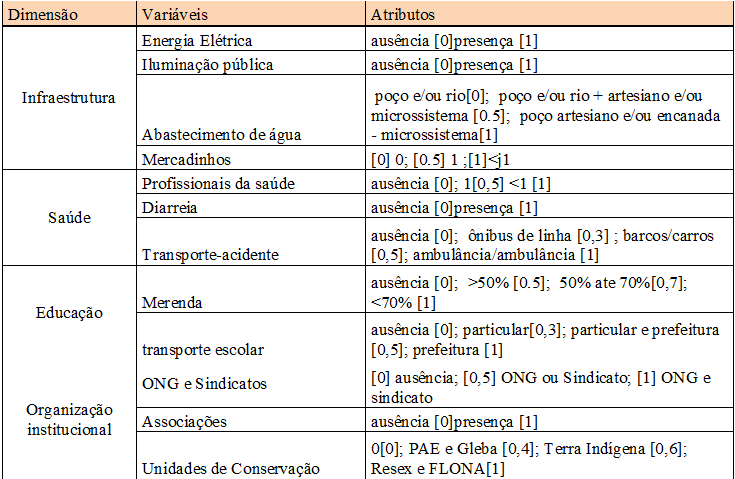 Dimensão Variáveis Atributos
Infraestrutura
Energia Elétrica ausência [0]presença [1]
Iluminação pública ausência [0]presença [1]
Abastecimento de água
poço e/ou rio[0];  poço e/ou rio + artesiano e/ou
microssistema [0.5];  poço artesiano e/ou encanada
- microssistema[1]
Mercadinhos [0] 0; [0.5] 1 ;[1]<j1
Saúde
Profissionais da saúde ausência [0]; 1[0,5] <1 [1]
Diarreia ausência [0]presença [1]
Transporte-acidente
ausência [0];  ônibus de linha [0,3] ; barcos/carros
[0,5]; ambulância/ambulância [1]
Educação
Merenda
ausência [0];  >50% [0.5];  50% ate 70%[0,7];
<70% [1]
transporte escolar
ausência [0]; particular[0,3]; particular e prefeitura
[0,5]; prefeitura [1]
Organização
institucional
ONG e Sindicatos
[0] ausência; [0,5] ONG ou Sindicato; [1] ONG e
sindicato
Associações ausência [0]presença [1]
Unidades de Conservação
0[0]; PAE e Gleba [0,4]; Terra Indígena [0,6];
Resex e FLONA[1]